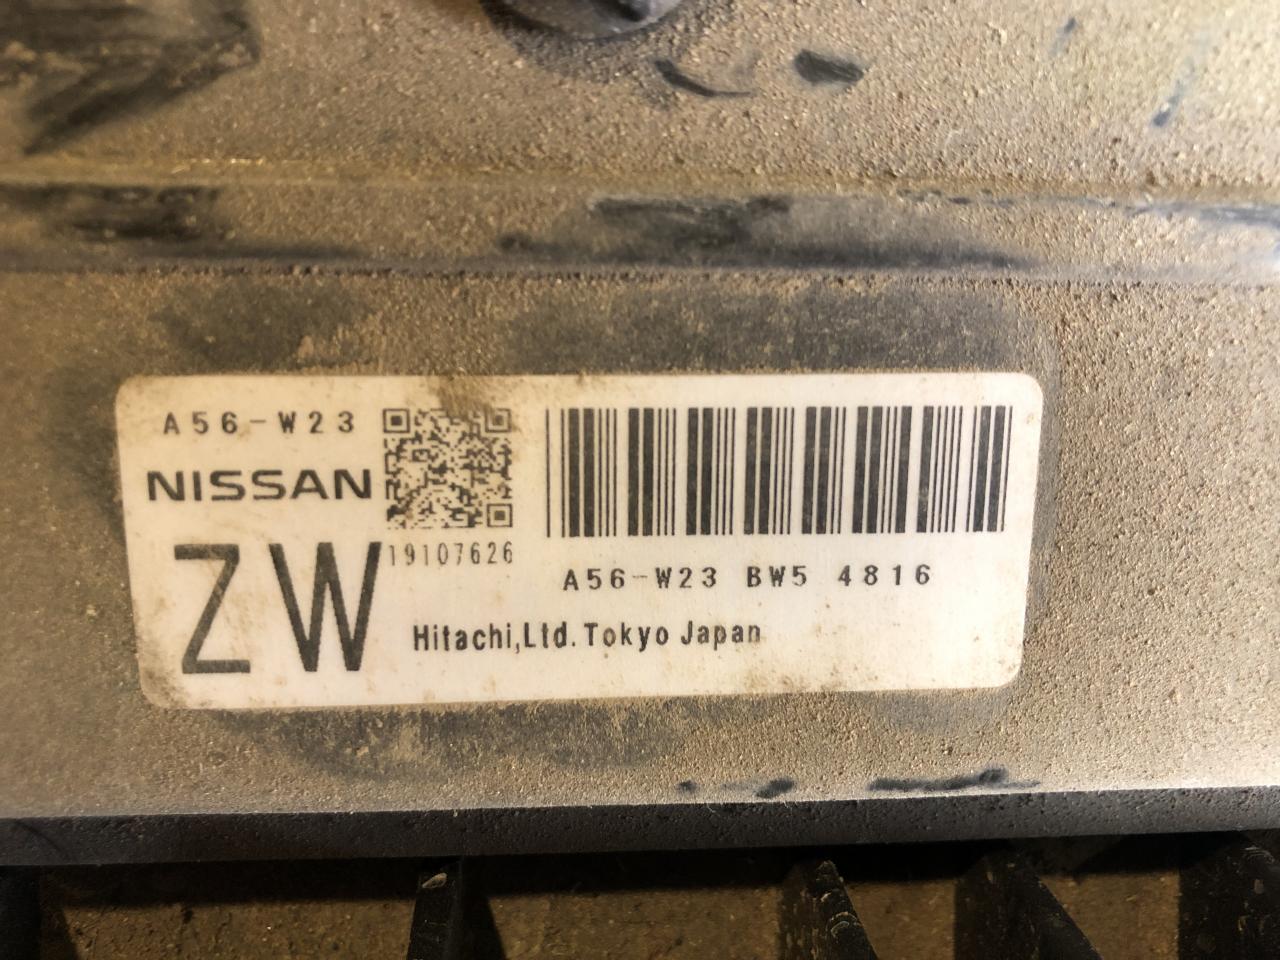 A56-W23
NISSAN
ZW
19107626
A56-W23 BW5 4816
Hitachi,Ltd. Tokyo Japan